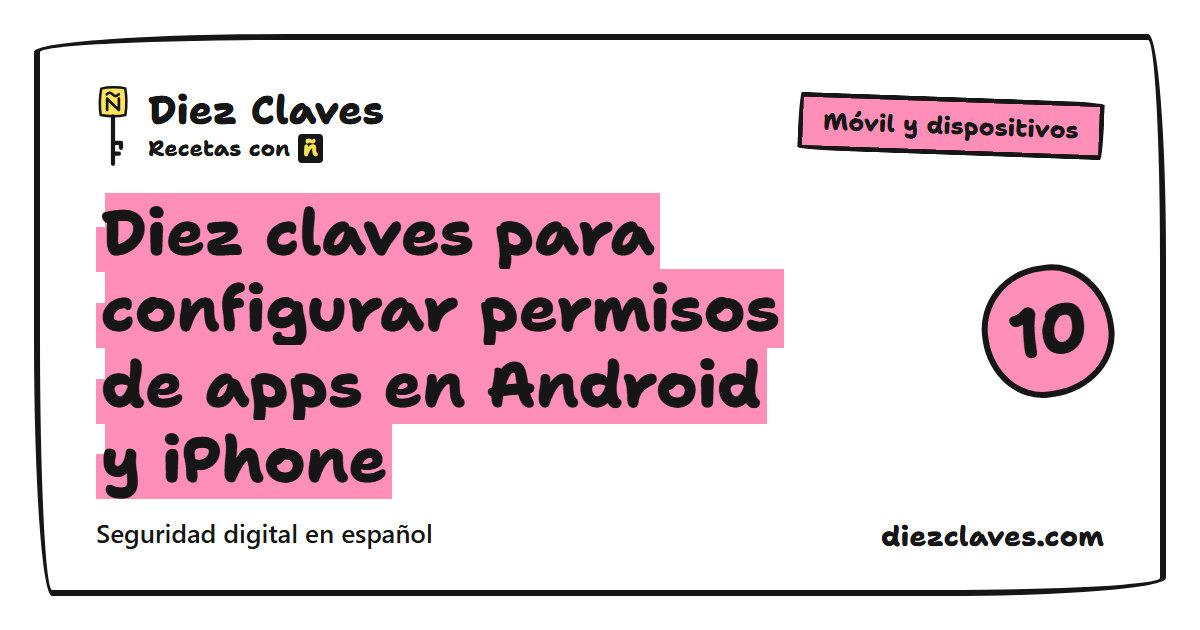 Ñ
Diez Claves
Recetas con ñ
Móvil y dispositivos
Diez claves para
configurar permisos
de apps en Android
y iPhone
10
Seguridad digital en español
diezclaves.com